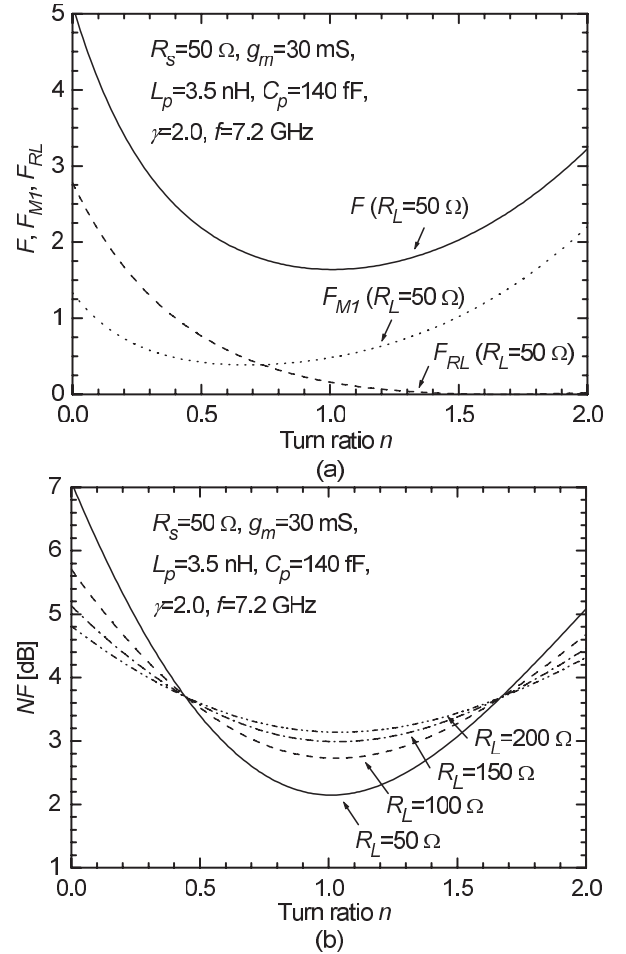 5
4
3
2
1
0
F, F_M1, F_RL
R_s=50 Ω, g_m=30 mS,
L_p=3.5 nH, C_p=140 fF,
γ=2.0, f=7.2 GHz
F (R_L=50 Ω)
F_M1 (R_L=50 Ω)
F_RL (R_L=50 Ω)
0.0 0.5 1.0 1.5 2.0
Turn ratio n
(a)
7
6
5
4
3
2
1
NF [dB]
R_s=50 Ω, g_m=30 mS,
L_p=3.5 nH, C_p=140 fF,
γ=2.0, f=7.2 GHz
R_L=200 Ω
R_L=150 Ω
R_L=100 Ω
R_L=50 Ω
0.0 0.5 1.0 1.5 2.0
Turn ratio n
(b)